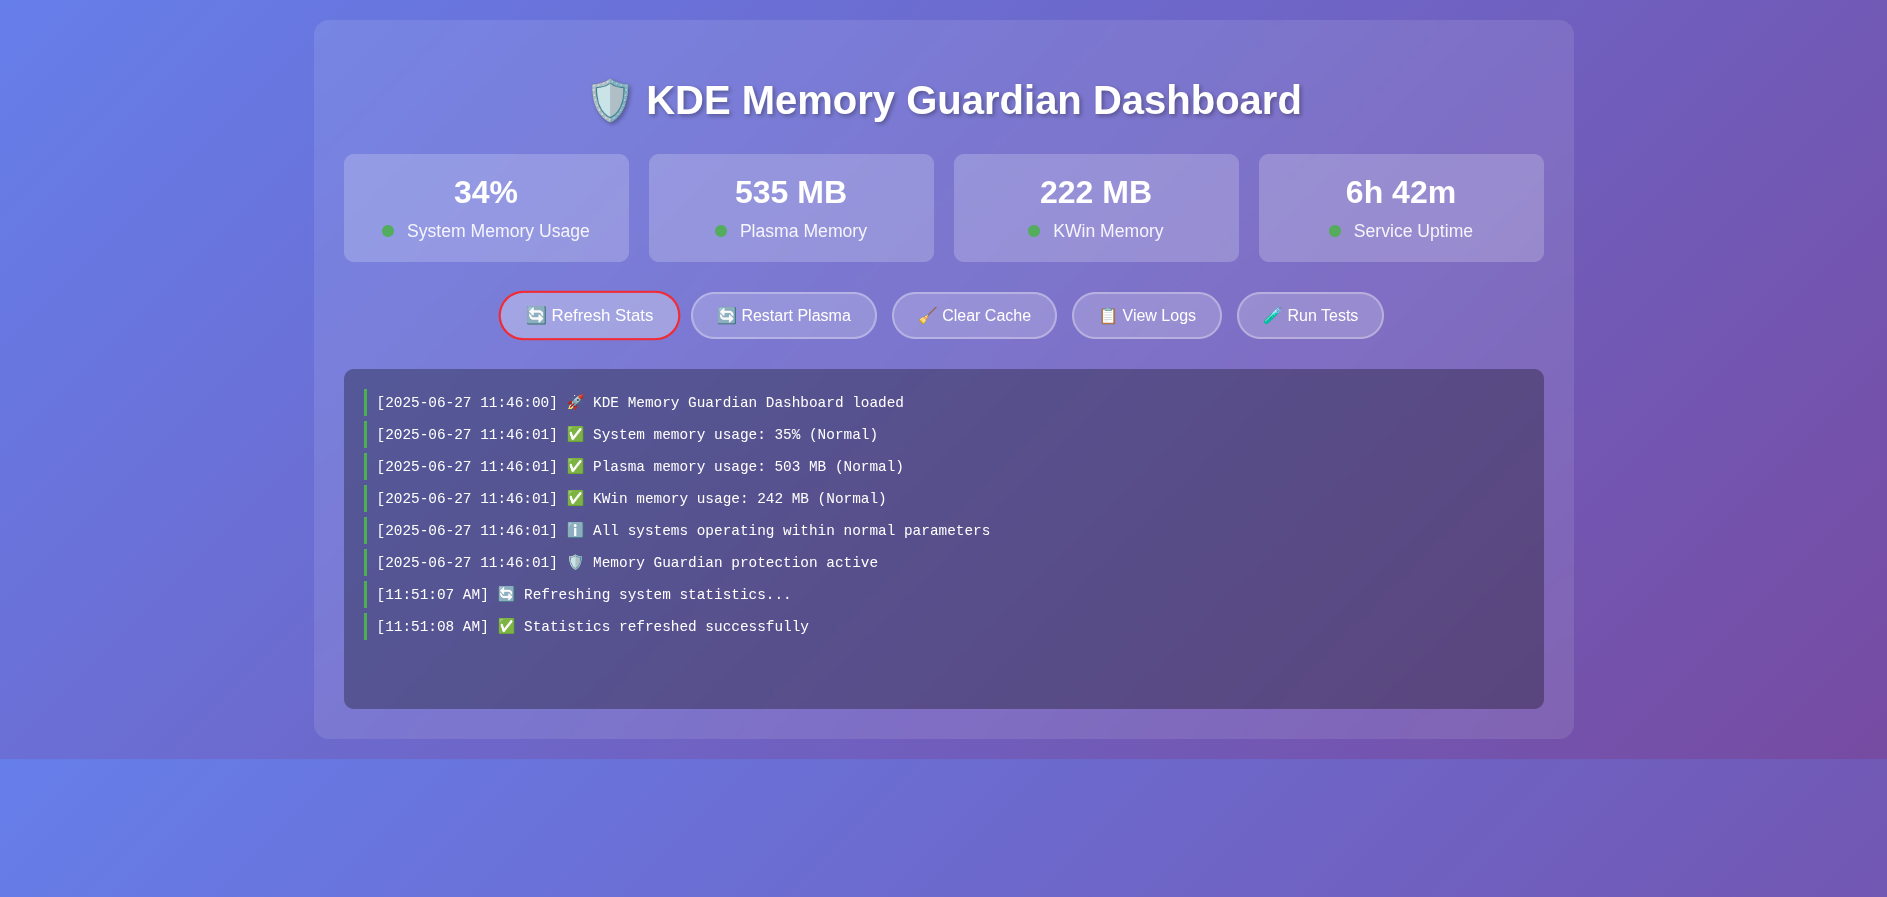 🛡️ KDE Memory Guardian Dashboard
34%
System Memory Usage
535 MB
Plasma Memory
222 MB
KWin Memory
6h 42m
Service Uptime
🔄 Refresh Stats
🔄 Restart Plasma
🧹 Clear Cache
📋 View Logs
🧪 Run Tests
[2025-06-27 11:46:00] 🚀 KDE Memory Guardian Dashboard loaded
[2025-06-27 11:46:01] ✅ System memory usage: 35% (Normal)
[2025-06-27 11:46:01] ✅ Plasma memory usage: 503 MB (Normal)
[2025-06-27 11:46:01] ✅ KWin memory usage: 242 MB (Normal)
[2025-06-27 11:46:01] ℹ️ All systems operating within normal parameters
[2025-06-27 11:46:01] 🛡️ Memory Guardian protection active
[11:51:07 AM] 🔄 Refreshing system statistics...
[11:51:08 AM] ✅ Statistics refreshed successfully